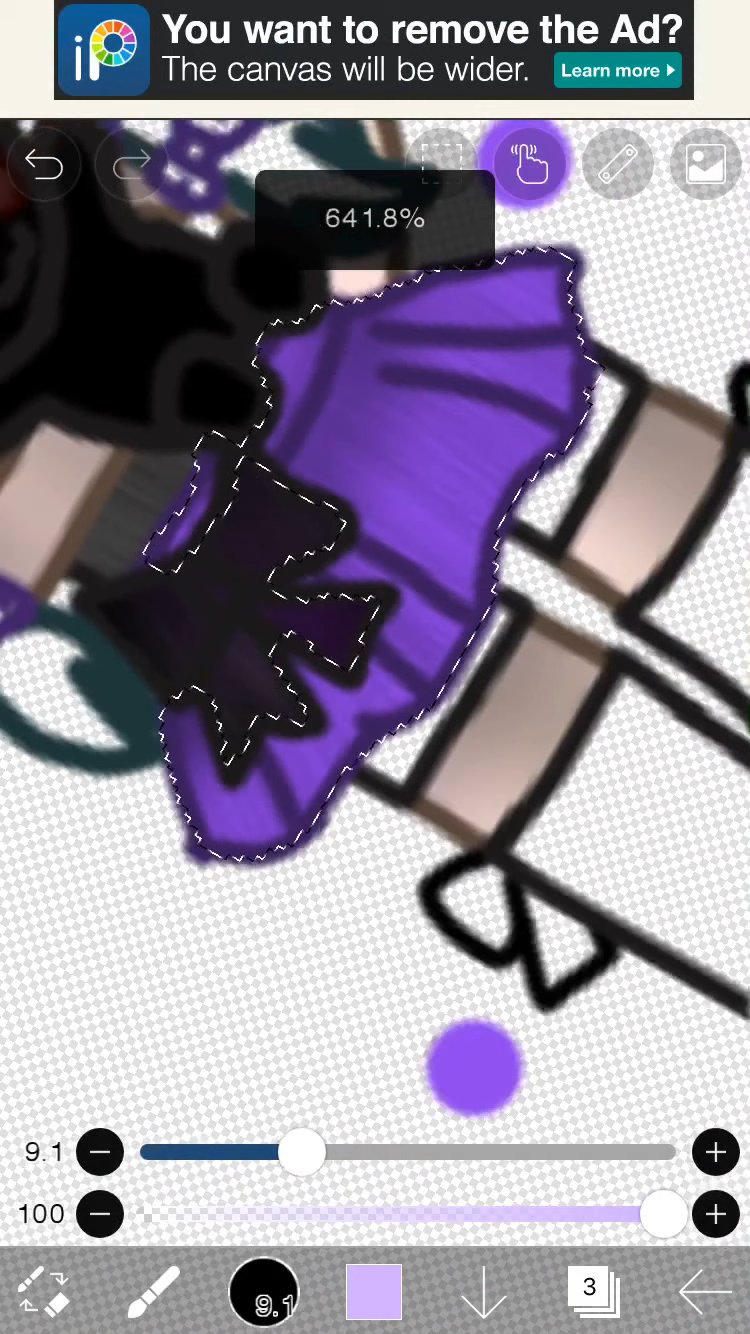 iP
You want to remove the Ad?
The canvas will be wider.
Learn more
641.8%
9.1
100
9.1
3